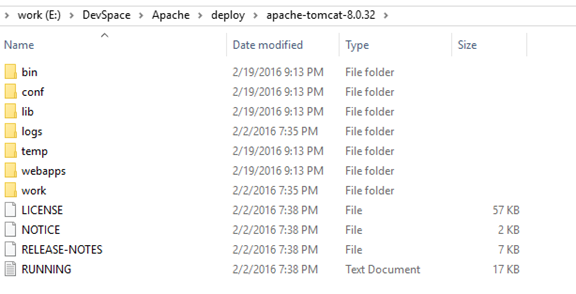 work (E:) > DevSpace > Apache > deploy > apache-tomcat-8.0.32 >
Name Date modified Type Size
bin 2/19/2016 9:13 PM File folder
conf 2/19/2016 9:13 PM File folder
lib 2/19/2016 9:13 PM File folder
logs 2/2/2016 7:35 PM File folder
temp 2/19/2016 9:13 PM File folder
webapps 2/19/2016 9:13 PM File folder
work 2/2/2016 7:35 PM File folder
LICENSE 2/2/2016 7:38 PM File 57 KB
NOTICE 2/2/2016 7:38 PM File 2 KB
RELEASE-NOTES 2/2/2016 7:38 PM File 7 KB
RUNNING 2/2/2016 7:38 PM Text Document 17 KB